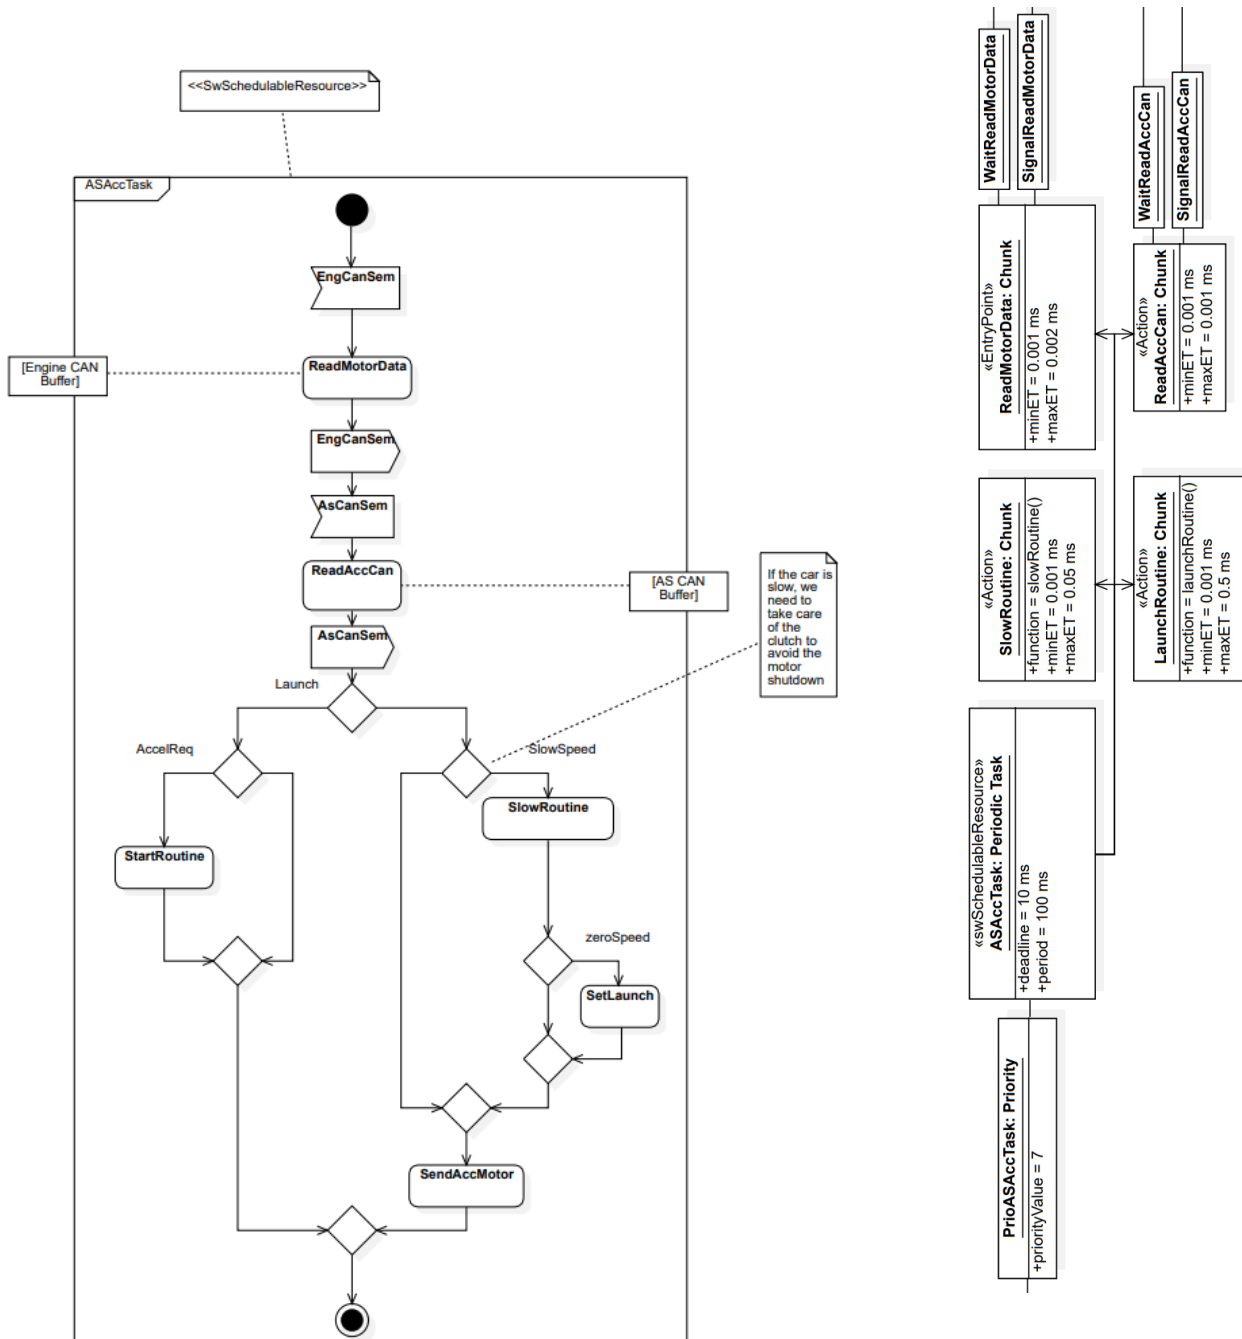 <<SwSchedulableResource>>
ASAccTask
EngCanSem
[Engine CAN
Buffer]
ReadMotorData
EngCanSem
AsCanSem
ReadAccCan
[AS CAN
Buffer]
AsCanSem
If the car is
slow, we
need to
take care
of the
clutch to
avoid the
motor
shutdown
Launch
AccelReq
SlowSpeed
StartRoutine
SlowRoutine
zeroSpeed
SetLaunch
SendAccMotor
WaitReadMotorData
SignalReadMotorData
WaitReadAccCan
SignalReadAccCan
«EntryPoint»
ReadMotorData: Chunk
+minET = 0.001 ms
+maxET = 0.002 ms
«Action»
ReadAccCan: Chunk
+minET = 0.001 ms
+maxET = 0.001 ms
«Action»
SlowRoutine: Chunk
+function = slowRoutine()
+minET = 0.001 ms
+maxET = 0.05 ms
«Action»
LaunchRoutine: Chunk
+function = launchRoutine()
+minET = 0.001 ms
+maxET = 0.5 ms
«swSchedulableResource»
ASAccTask: Periodic Task
+deadline = 10 ms
+period = 100 ms
PrioASAccTask: Priority
+priorityValue = 7